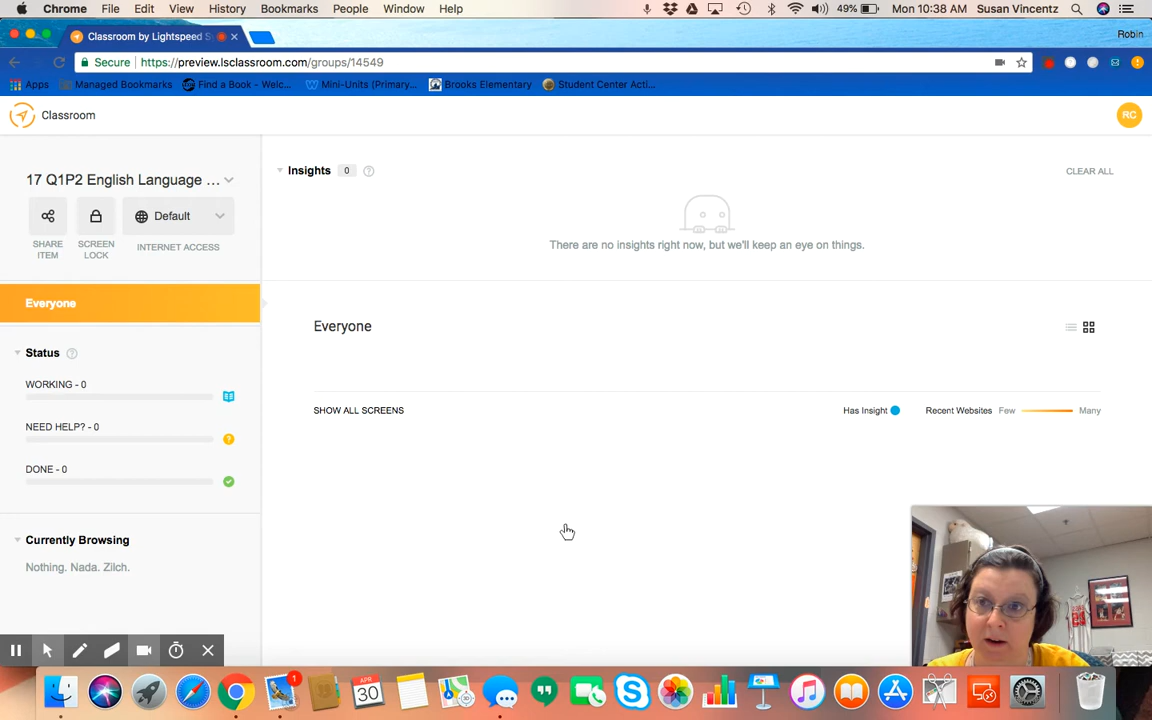 Chrome File Edit View History Bookmarks People Window Help 49% Mon 10:38 AM Susan Vincentz
Classroom by Lightspeed S Robin
Secure https://preview.lsclassroom.com/groups/14549
Apps Managed Bookmarks Find a Book - Welc... Mini-Units (Primary... Brooks Elementary Student Center Acti...
Classroom RC
17 Q1P2 English Language ...
Default
SHARE ITEM
SCREEN LOCK
INTERNET ACCESS
Everyone
Status ?
WORKING - 0
NEED HELP? - 0
?
DONE - 0
Currently Browsing
Nothing. Nada. Zilch.
Insights 0 ? CLEAR ALL
There are no insights right now, but we'll keep an eye on things.
Everyone
SHOW ALL SCREENS Has Insight Recent Websites Few Many
1
APR
30